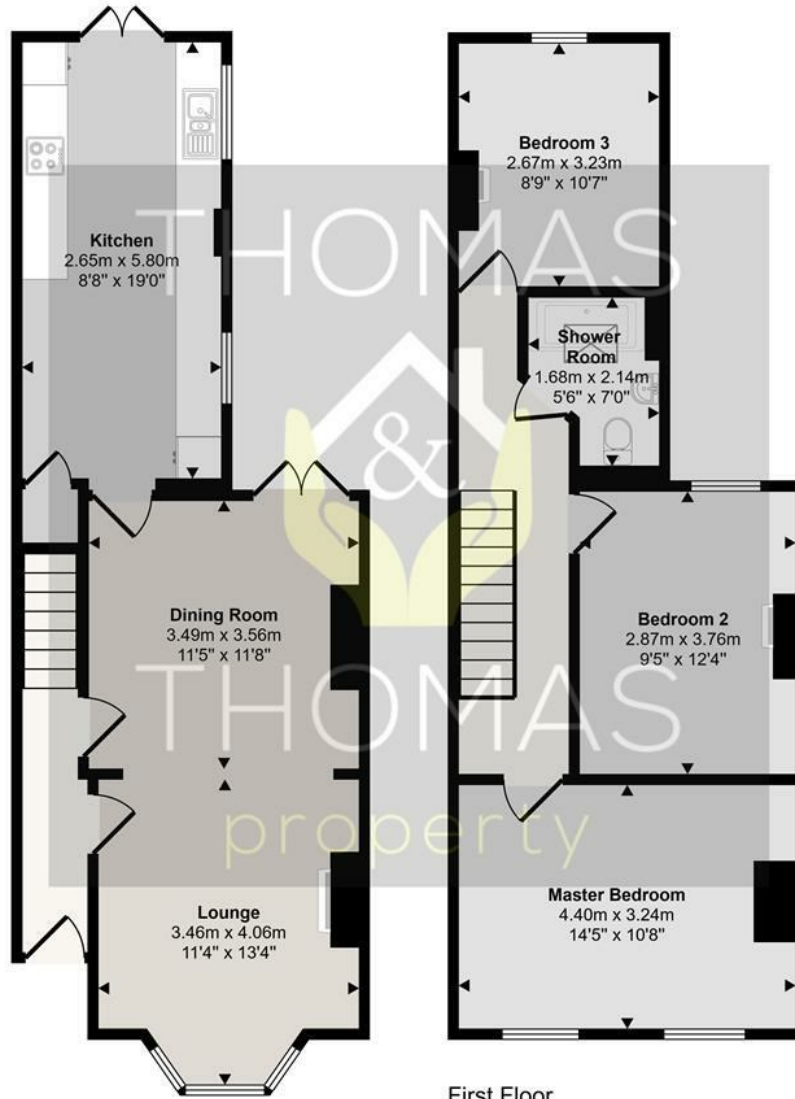 Kitchen
2.65m x 5.80m
8'8" x 19'0"
Dining Room
3.49m x 3.56m
11'5" x 11'8"
Lounge
3.46m x 4.06m
11'4" x 13'4"
Bedroom 3
2.67m x 3.23m
8'9" x 10'7"
Shower
Room
1.68m x 2.14m
5'6" x 7'0"
Bedroom 2
2.87m x 3.76m
9'5" x 12'4"
Master Bedroom
4.40m x 3.24m
14'5" x 10'8"
First Floor
THOMAS
&
THOMAS
property